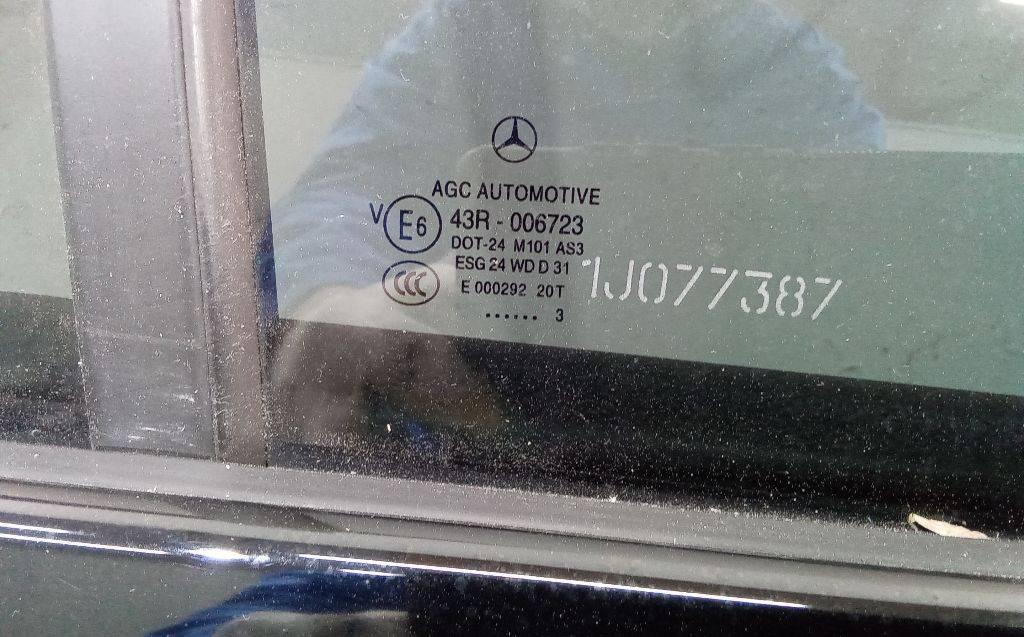 AGC AUTOMOTIVE
V E6 43R - 006723
DOT-24 M101 AS3
CCC ESG 24 WD D 31
E 000292 20T
...... 3
1J077387